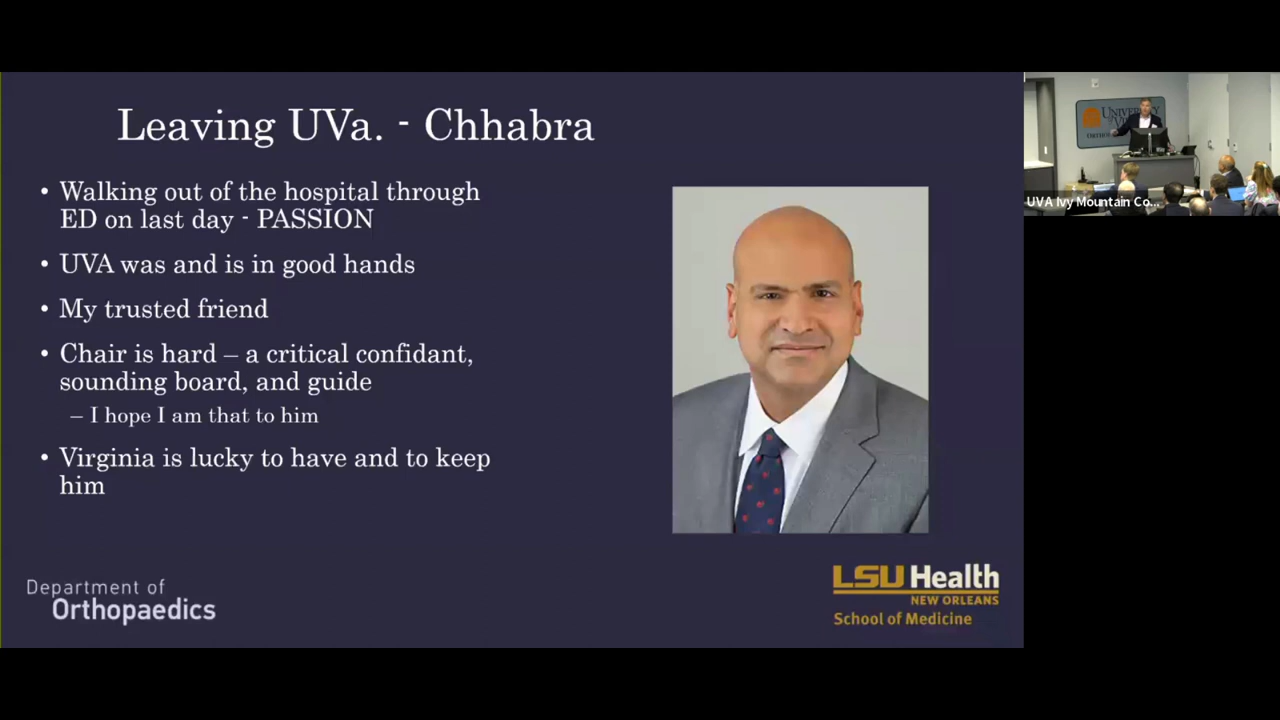 Leaving UVa. - Chhabra
• Walking out of the hospital through
ED on last day - PASSION
• UVA was and is in good hands
• My trusted friend
• Chair is hard – a critical confidant,
sounding board, and guide
– I hope I am that to him
• Virginia is lucky to have and to keep
him
Department of
Orthopaedics
LSU Health
NEW ORLEANS
School of Medicine
UNIVERSITY
UVA Ivy Mountain Co...